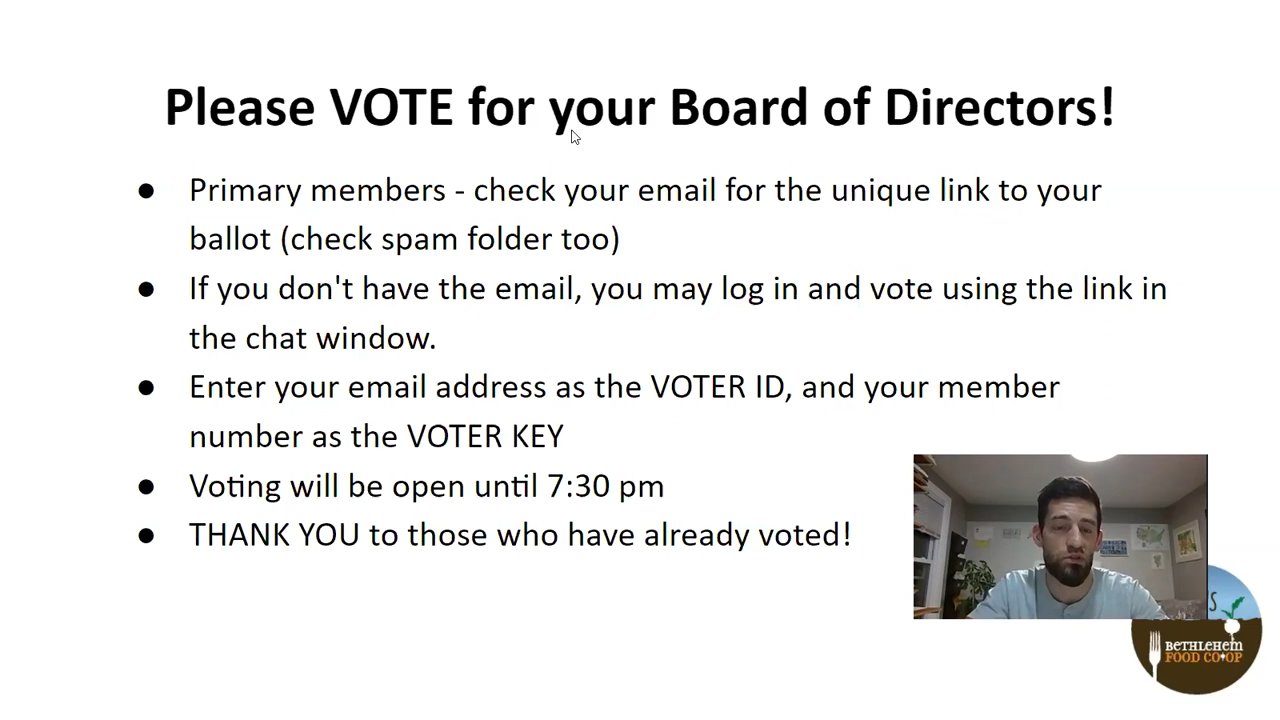 Please VOTE for your Board of Directors!
● Primary members - check your email for the unique link to your
ballot (check spam folder too)
● If you don't have the email, you may log in and vote using the link in
the chat window.
● Enter your email address as the VOTER ID, and your member
number as the VOTER KEY
● Voting will be open until 7:30 pm
● THANK YOU to those who have already voted!
BETHLEHEM
FOOD CO-OP